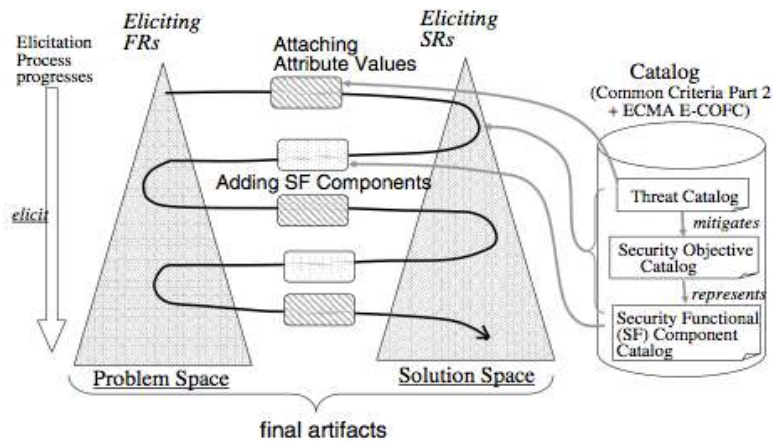 Elicitation
Process
progresses
elicit
Eliciting
FRs
Attaching
Attribute Values
Eliciting
SRs
Adding SF Components
Problem Space
Solution Space
final artifacts
Catalog
(Common Criteria Part 2
+ ECMA E-COFC)
Threat Catalog
mitigates
Security Objective
Catalog
represents
Security Functional
(SF) Component
Catalog